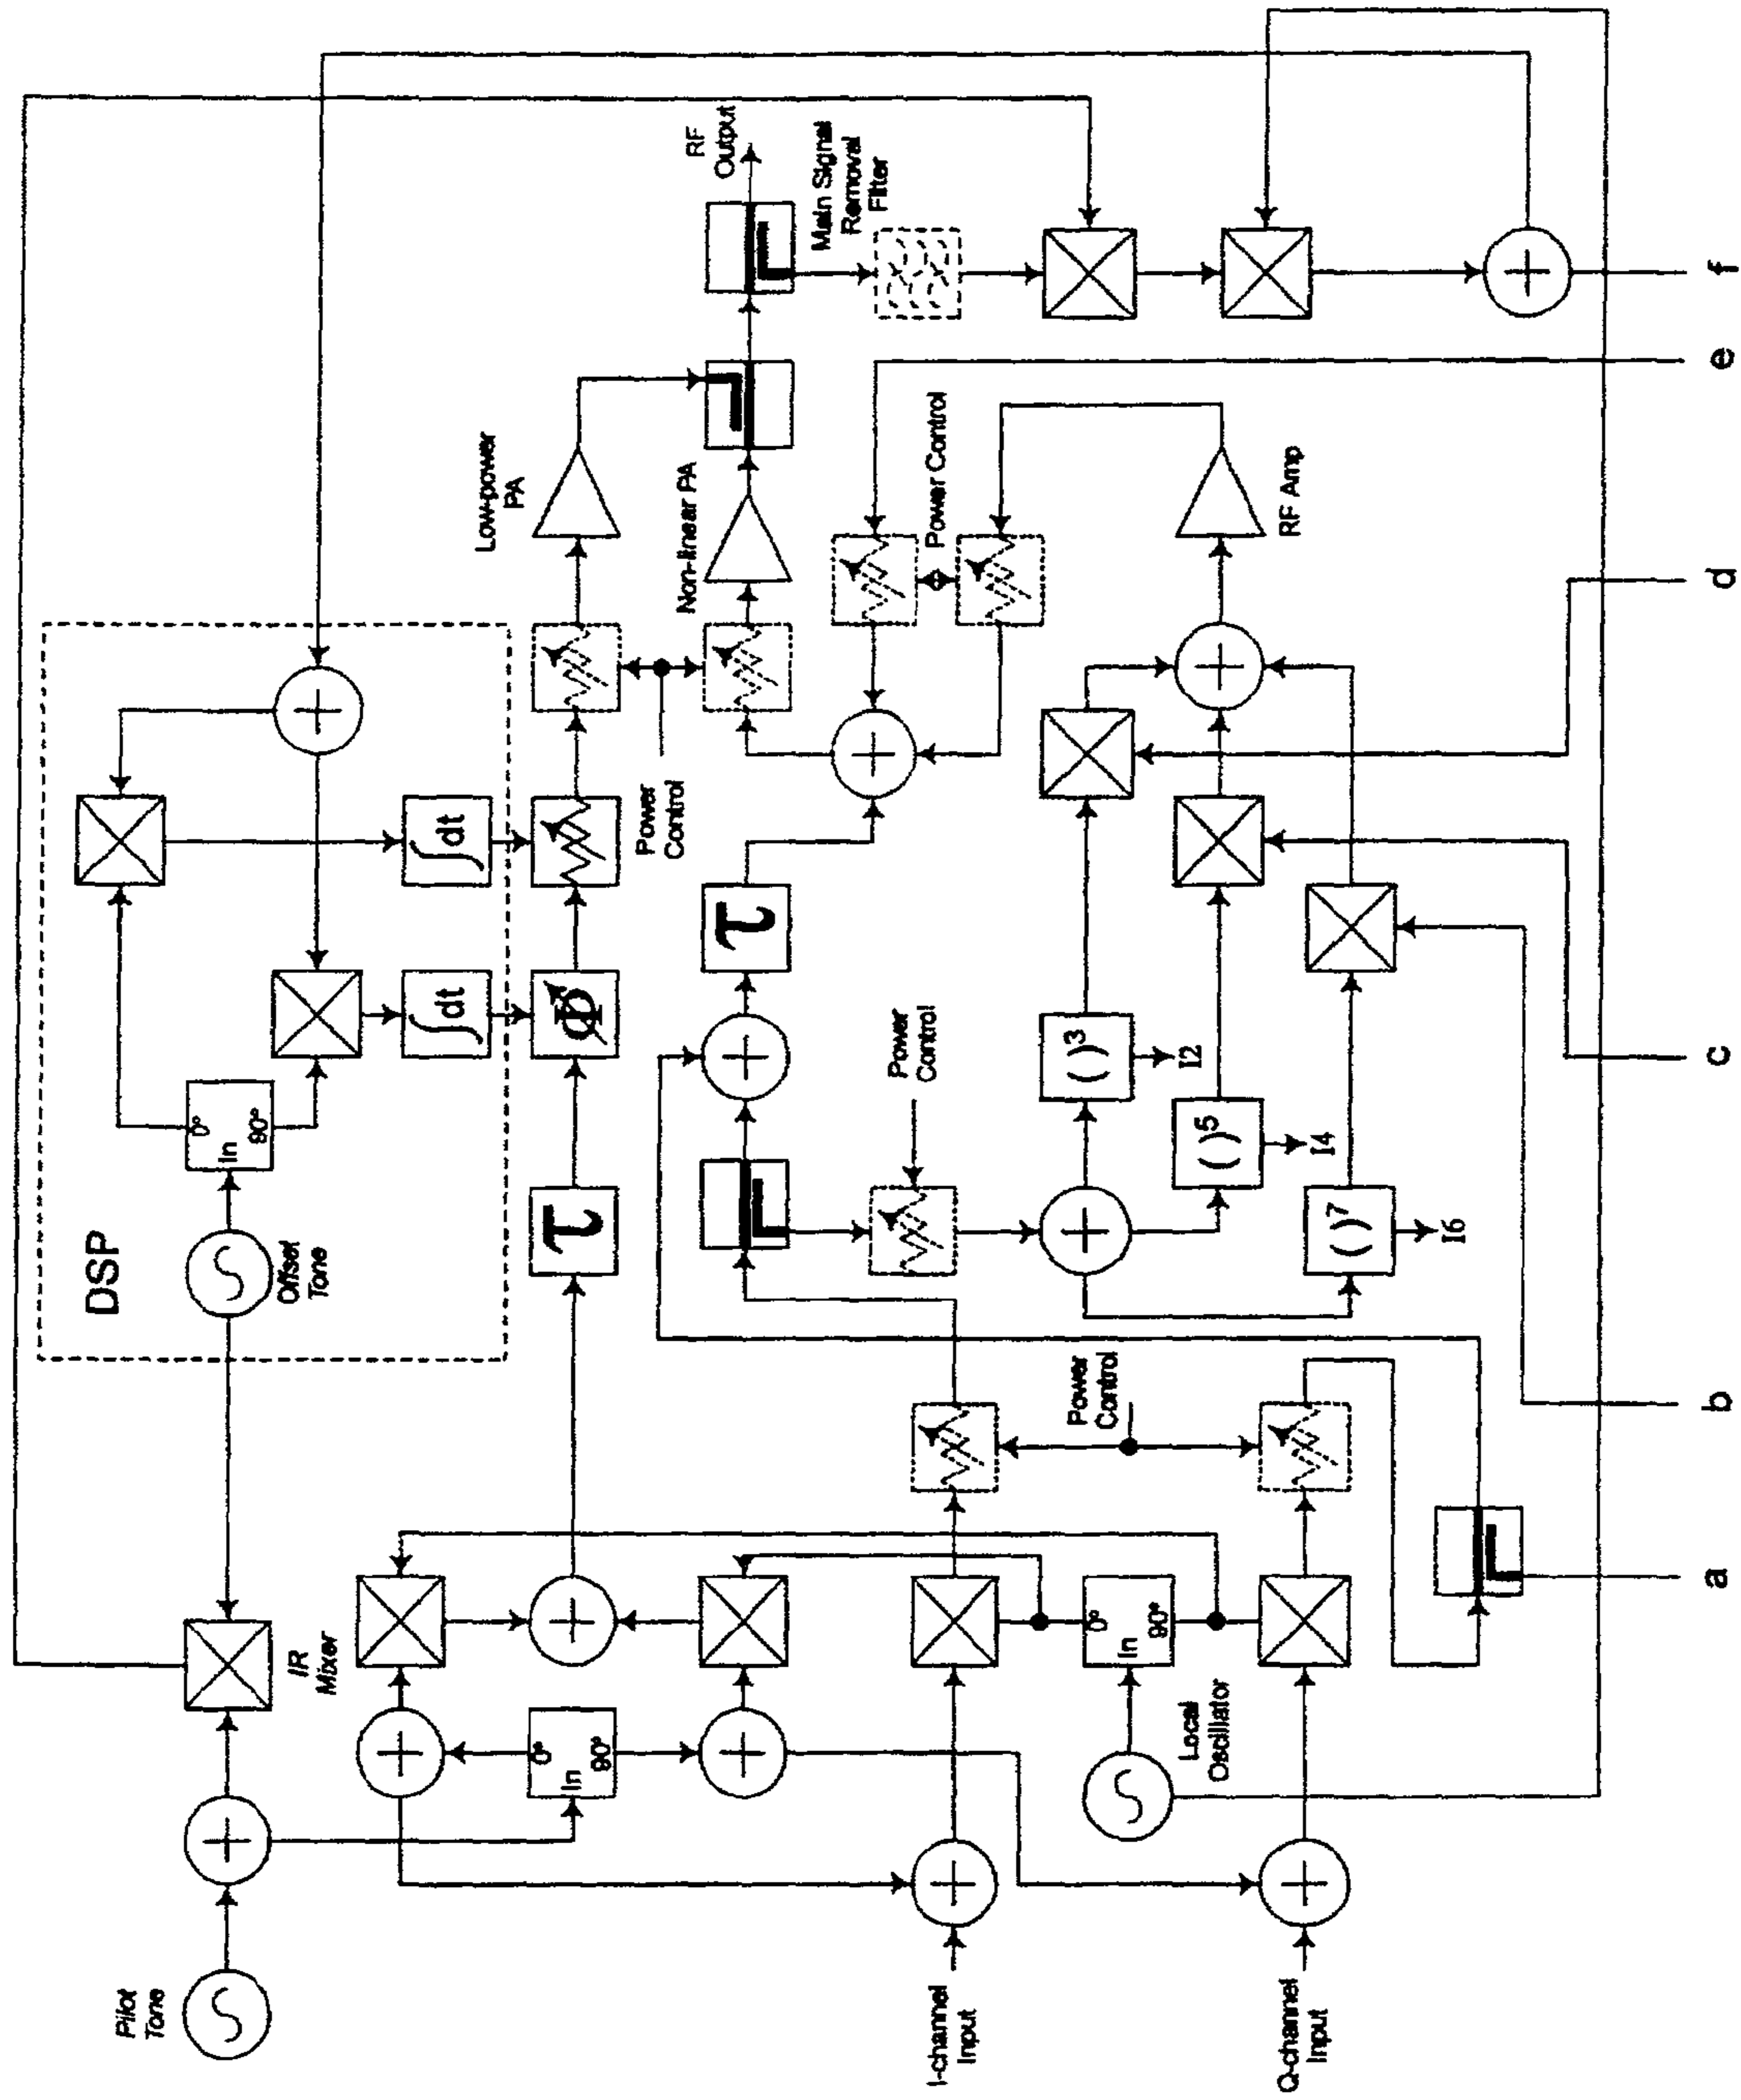 DSP
Offset
Tone
In
0°
90°
∫dt
∫dt
Pilot
Tone
IR
Mixer
In
0°
90°
τ
Φ
Power
Control
Low-power
PA
Non-linear PA
RF
Output
Main Signal
Removal
Filter
τ
Power Control
Power
Control
Power
Control
( )³
I2
( )⁵
I4
( )⁷
I6
RF Amp
In
0°
90°
Local
Oscillator
I-channel
Input
Q-channel
Input
a
b
c
d
e
f